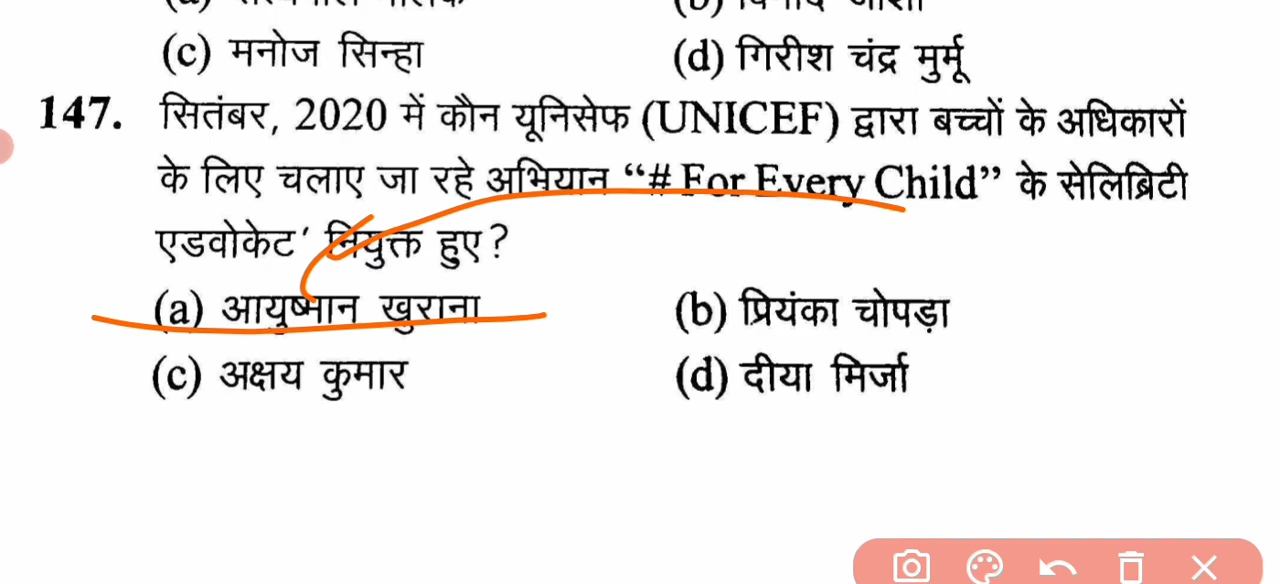 (c) मनोज सिन्हा (d) गिरीश चंद्र मुर्मू
147. सितंबर, 2020 में कौन यूनिसेफ (UNICEF) द्वारा बच्चों के अधिकारों
के लिए चलाए जा रहे अभियान “# For Every Child” के सेलिब्रिटी
एडवोकेट’ नियुक्त हुए?
(a) आयुष्मान खुराना (b) प्रियंका चोपड़ा
(c) अक्षय कुमार (d) दीया मिर्जा